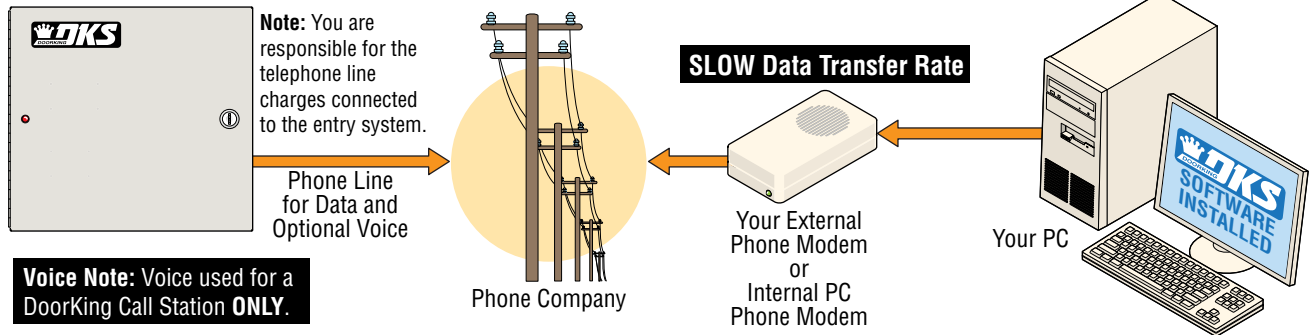 DKS
DOORKING
Note: You are
responsible for the
telephone line
charges connected
to the entry system.
Phone Line
for Data and
Optional Voice
Voice Note: Voice used for a
DoorKing Call Station ONLY.
Phone Company
SLOW Data Transfer Rate
Your External
Phone Modem
or
Internal PC
Phone Modem
Your PC
DKS
DOORKING
SOFTWARE
INSTALLED